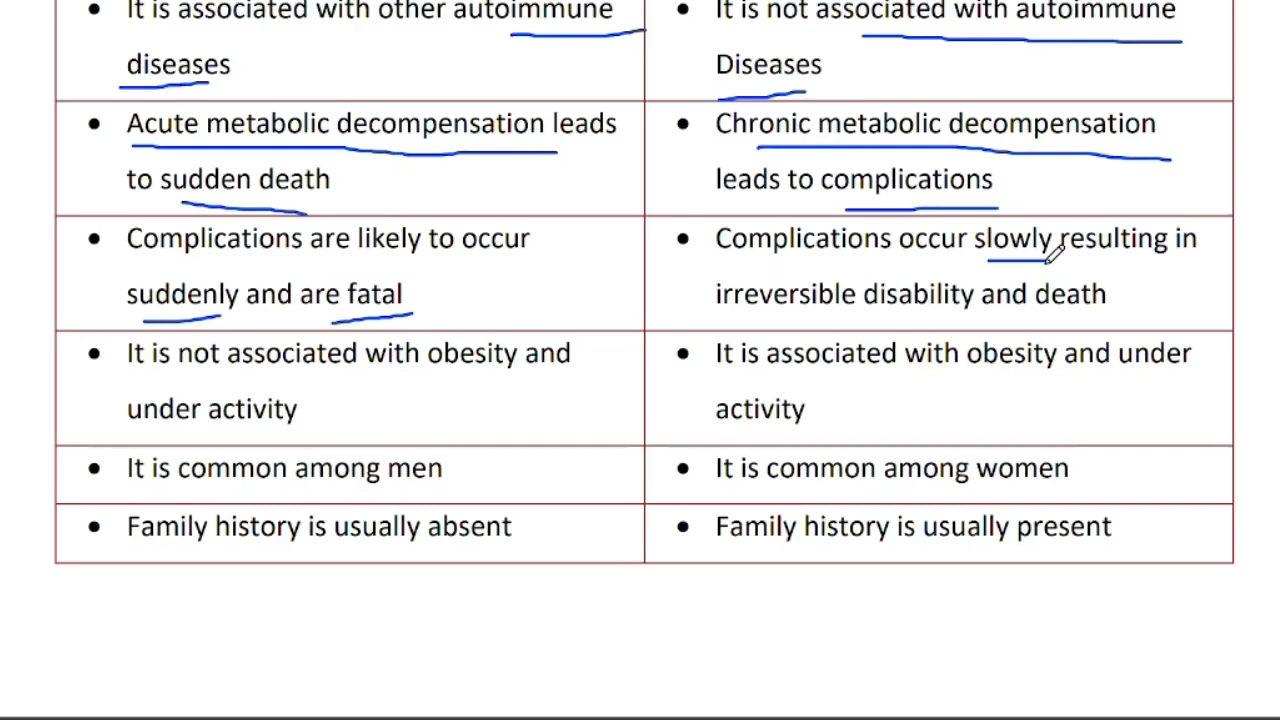 • It is associated with other autoimmune
diseases
• It is not associated with autoimmune
Diseases
• Acute metabolic decompensation leads
to sudden death
• Chronic metabolic decompensation
leads to complications
• Complications are likely to occur
suddenly and are fatal
• Complications occur slowly resulting in
irreversible disability and death
• It is not associated with obesity and
under activity
• It is associated with obesity and under
activity
• It is common among men
• It is common among women
• Family history is usually absent
• Family history is usually present